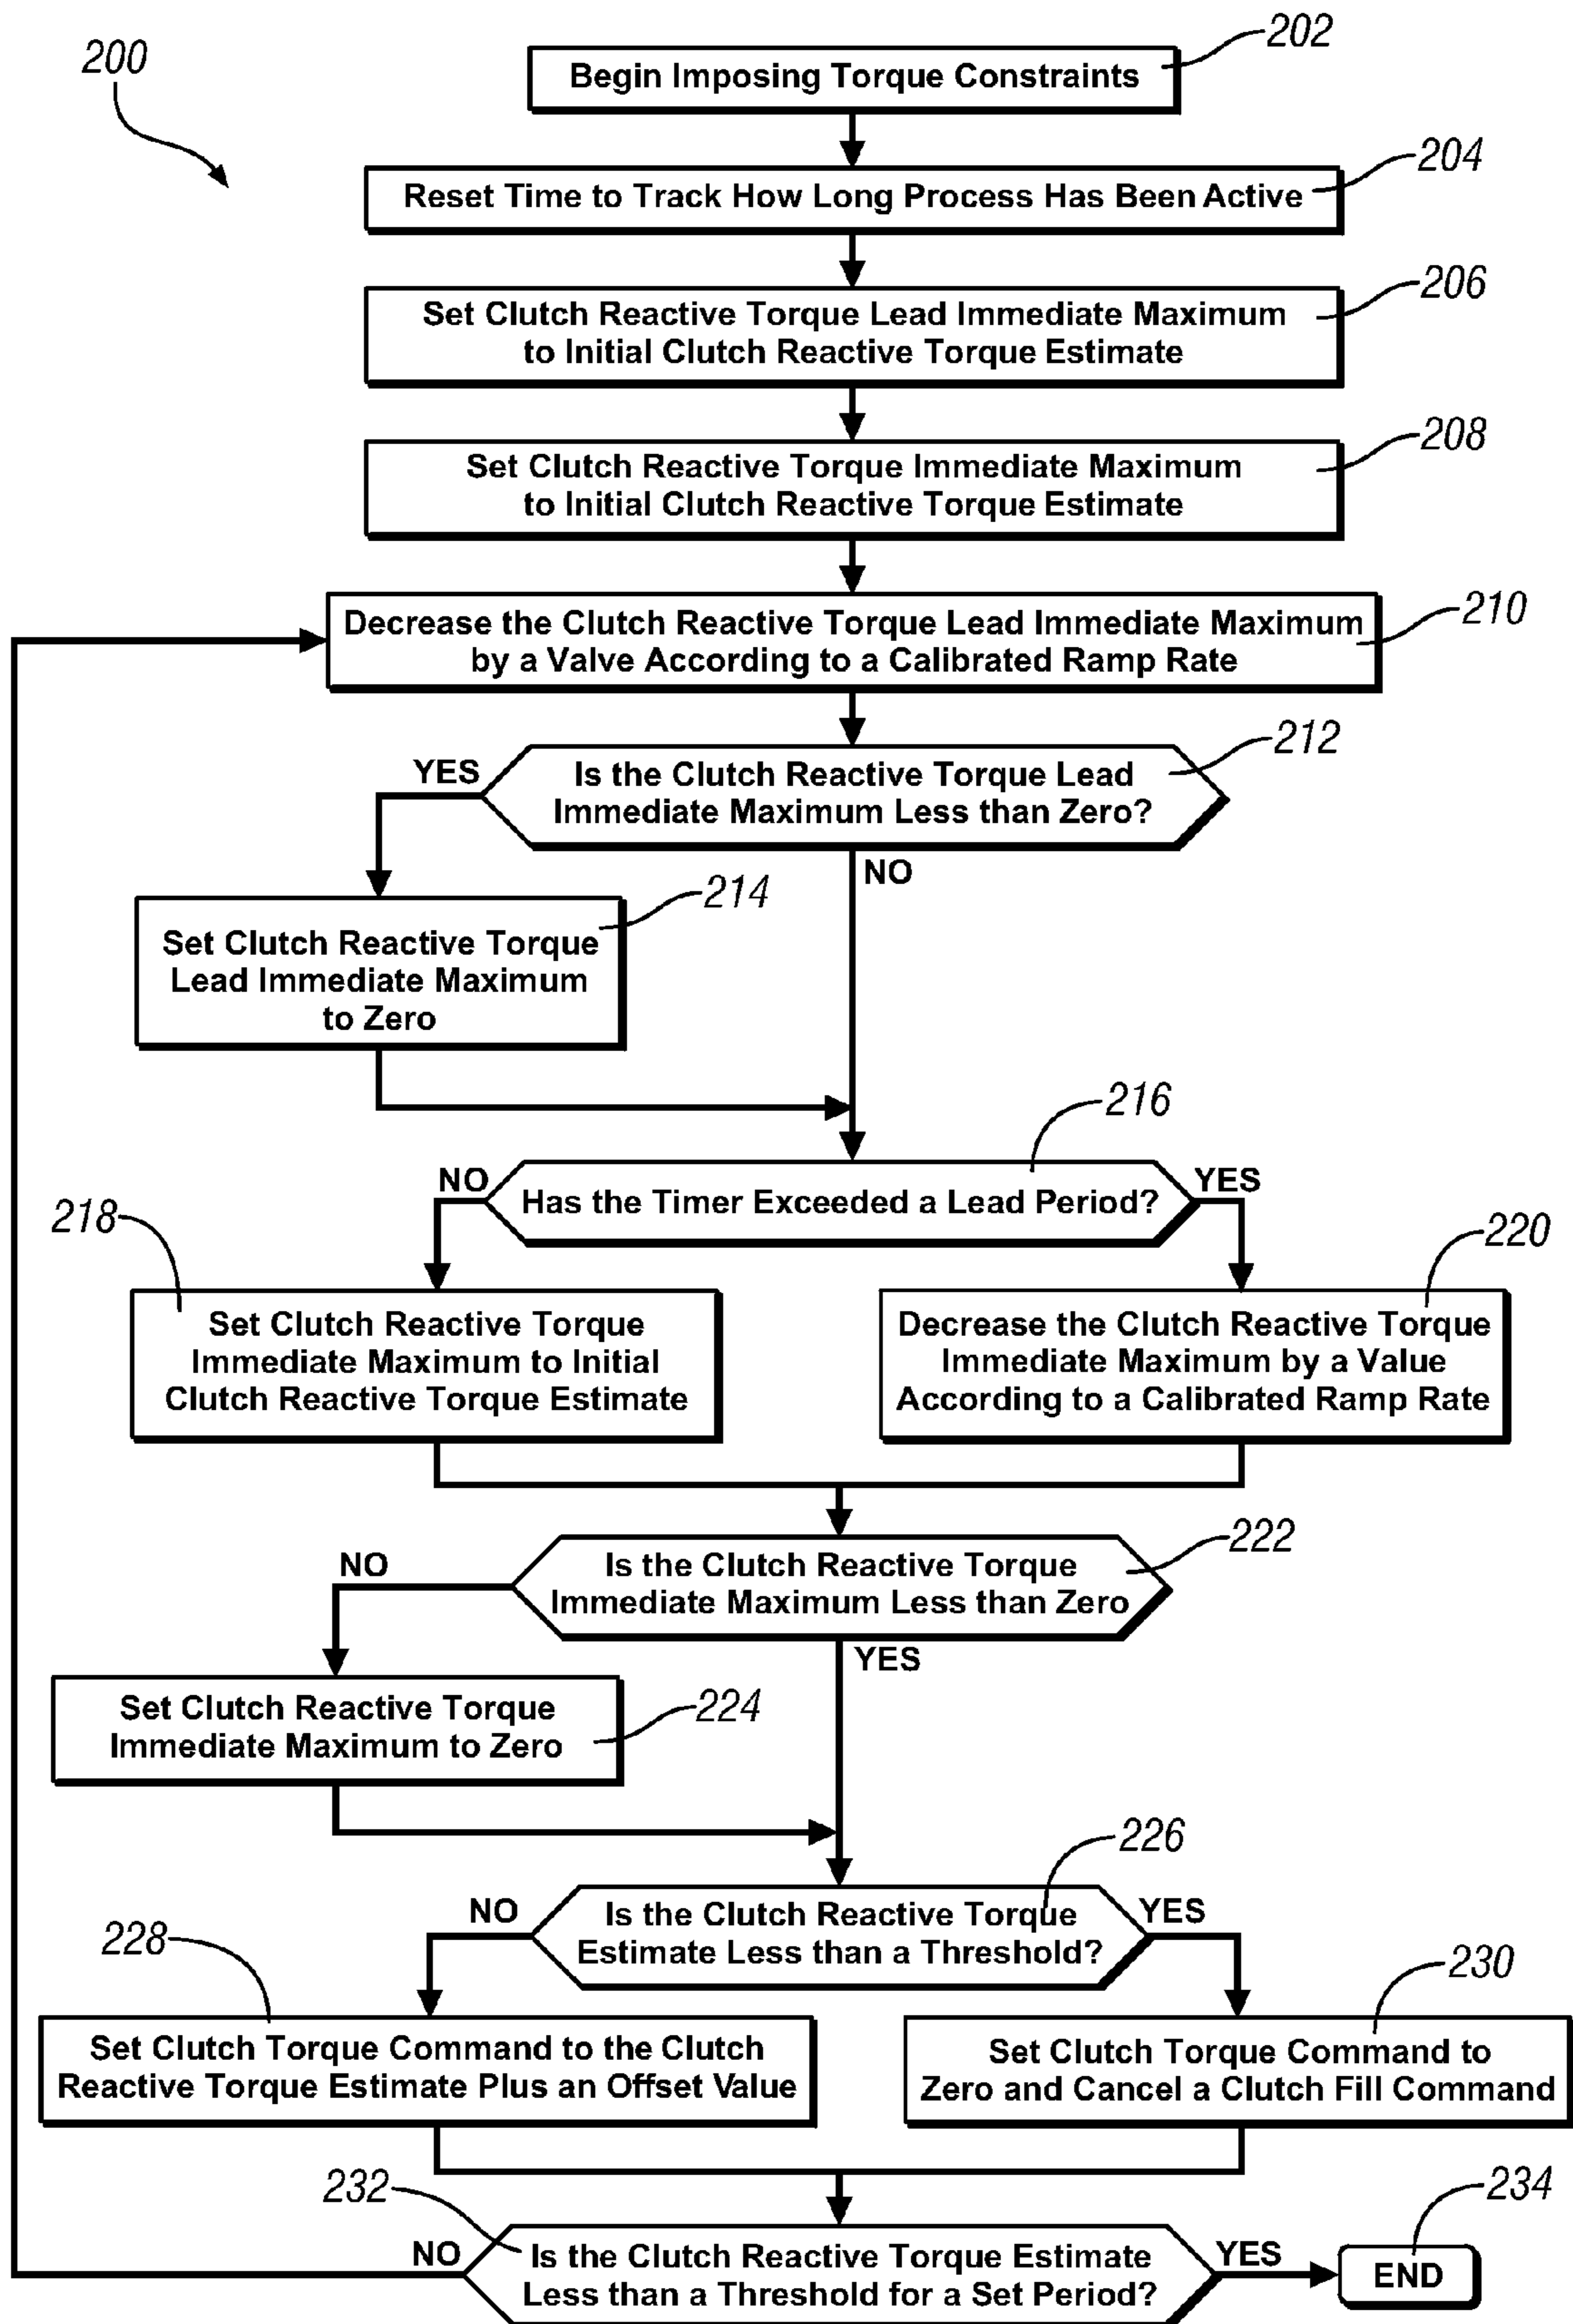 200
202
Begin Imposing Torque Constraints
204
Reset Time to Track How Long Process Has Been Active
206
Set Clutch Reactive Torque Lead Immediate Maximum
to Initial Clutch Reactive Torque Estimate
208
Set Clutch Reactive Torque Immediate Maximum
to Initial Clutch Reactive Torque Estimate
210
Decrease the Clutch Reactive Torque Lead Immediate Maximum
by a Valve According to a Calibrated Ramp Rate
212
YES
Is the Clutch Reactive Torque Lead
Immediate Maximum Less than Zero?
NO
214
Set Clutch Reactive Torque
Lead Immediate Maximum
to Zero
216
NO
Has the Timer Exceeded a Lead Period?
YES
218
Set Clutch Reactive Torque
Immediate Maximum to Initial
Clutch Reactive Torque Estimate
220
Decrease the Clutch Reactive Torque
Immediate Maximum by a Value
According to a Calibrated Ramp Rate
222
NO
Is the Clutch Reactive Torque
Immediate Maximum Less than Zero
YES
224
Set Clutch Reactive Torque
Immediate Maximum to Zero
226
NO
Is the Clutch Reactive Torque
Estimate Less than a Threshold?
YES
228
Set Clutch Torque Command to the Clutch
Reactive Torque Estimate Plus an Offset Value
230
Set Clutch Torque Command to
Zero and Cancel a Clutch Fill Command
232
NO
Is the Clutch Reactive Torque Estimate
Less than a Threshold for a Set Period?
YES
234
END